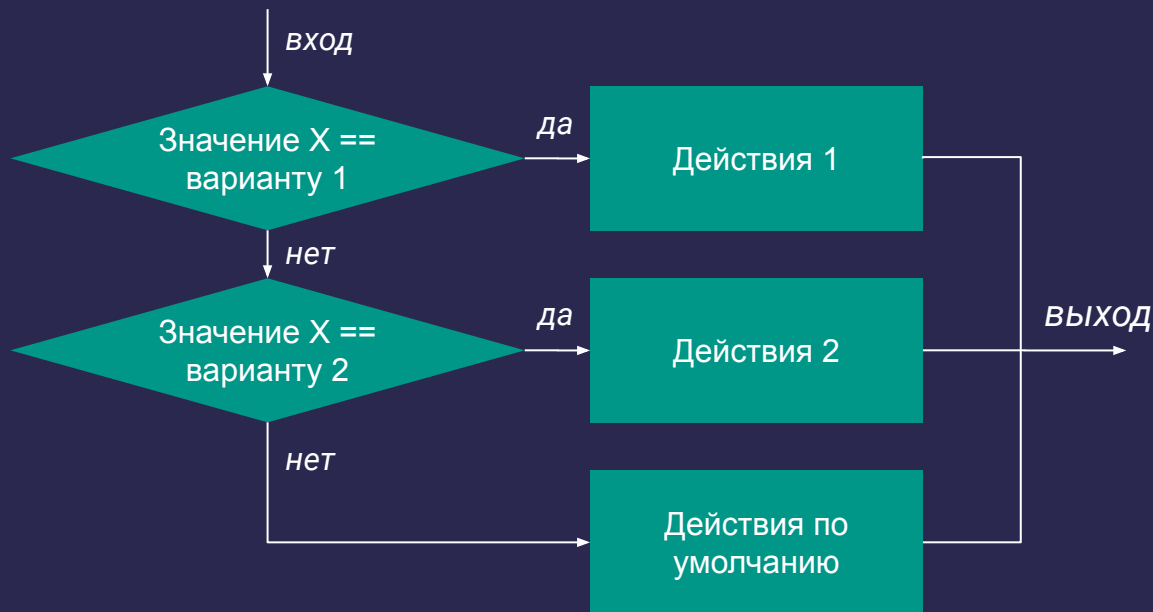 вход
Значение X ==
варианту 1
да
Действия 1
нет
Значение X ==
варианту 2
да
Действия 2
выход
нет
Действия по
умолчанию